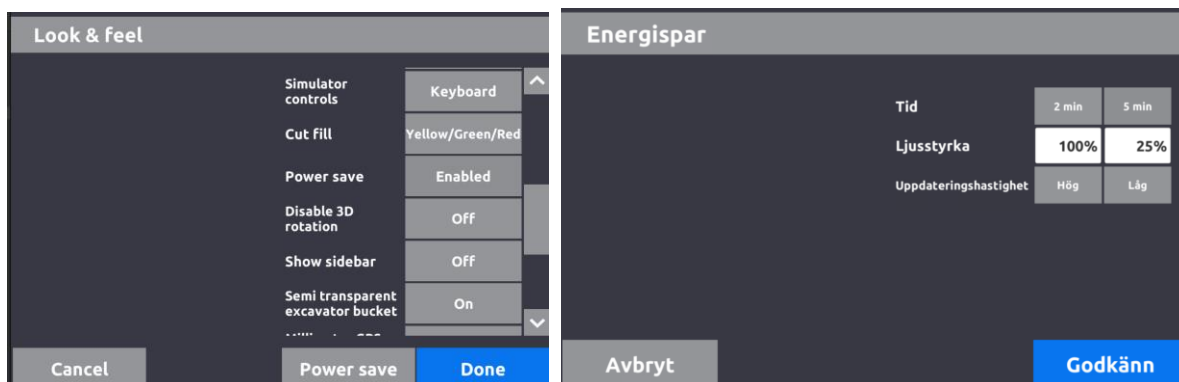 Look & feel
Simulator
controls
Keyboard
Cut fill
Yellow/Green/Red
Power save
Enabled
Disable 3D
rotation
Off
Show sidebar
Off
Semi transparent
excavator bucket
On
Cancel
Power save
Done
Energispar
Tid
2 min
5 min
Ljusstyrka
100%
25%
Uppdateringshastighet
Hög
Låg
Avbryt
Godkänn